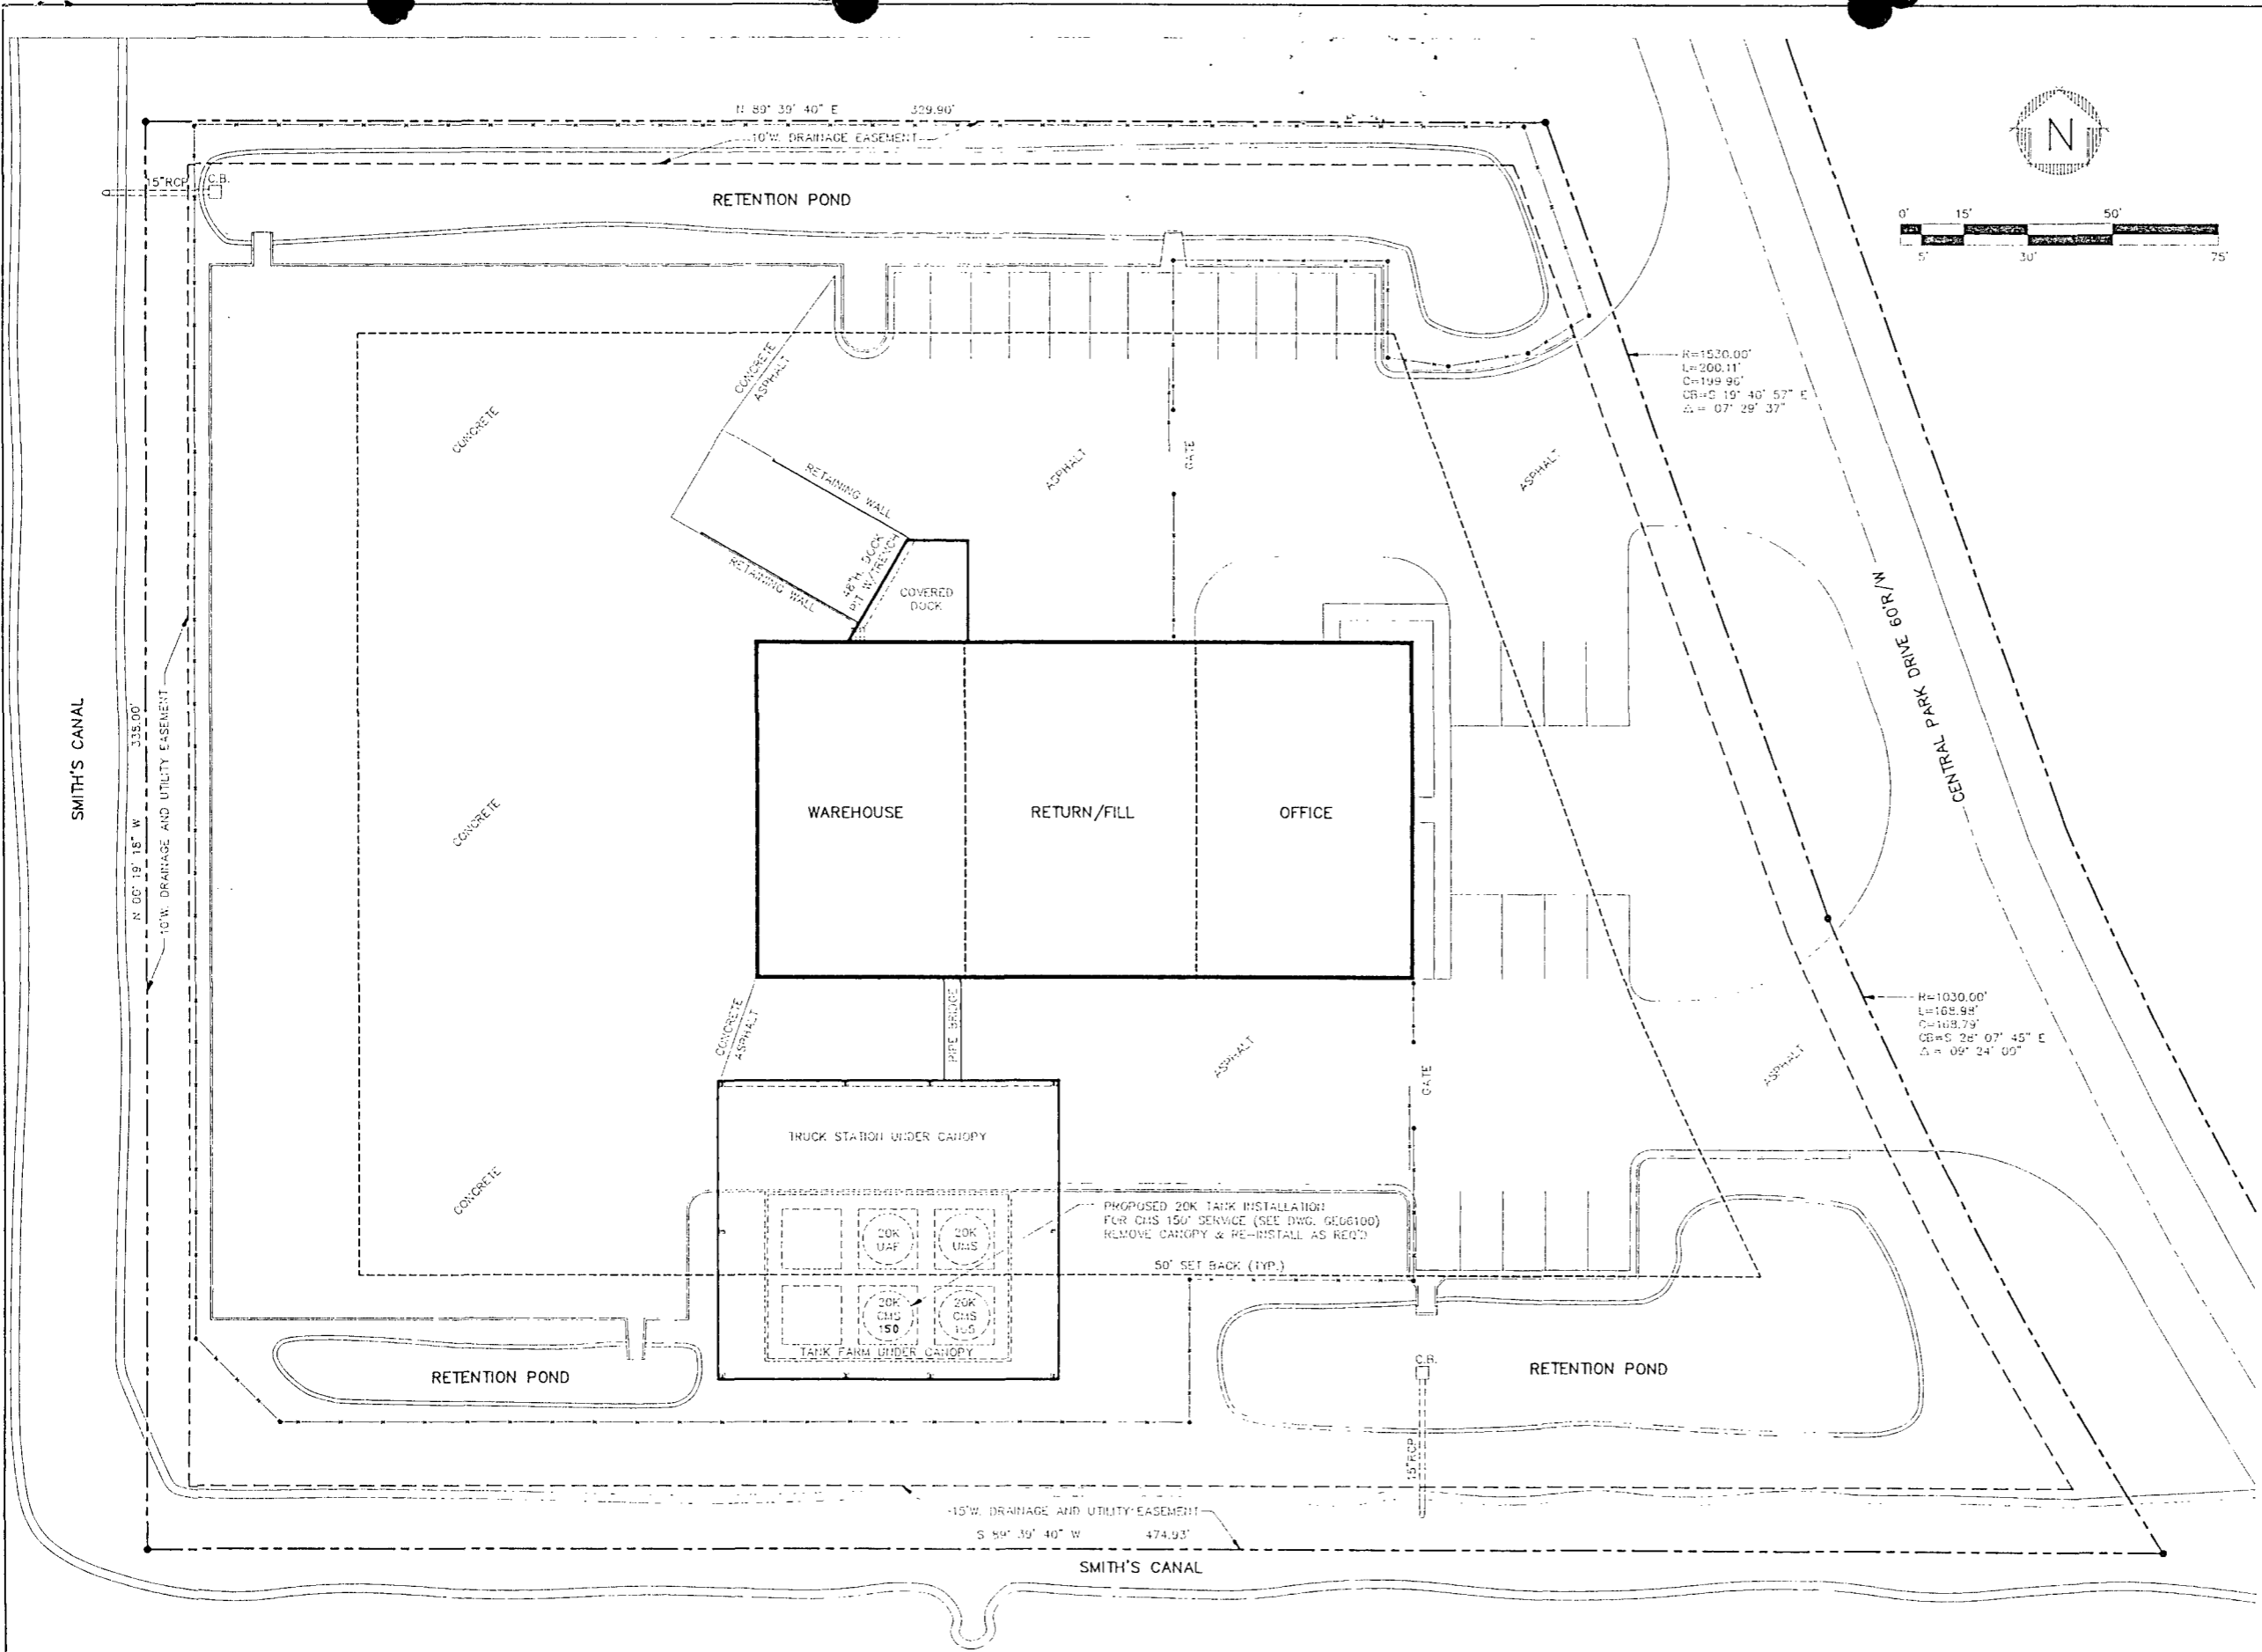 N 89° 39' 40" E 329.90'
10'W. DRAINAGE EASEMENT
15"RCP
C.B.
RETENTION POND
N
0' 15' 50'
5' 30' 75'
R=1530.00'
L=200.11'
C=199.96'
CB=S 19° 40' 57" E
Δ = 07° 29' 37"
CONCRETE
ASPHALT
CONCRETE
RETAINING WALL
ASPHALT
GATE
ASPHALT
RETAINING WALL
48"H. DOCK
PIT W/TRENCH
COVERED
DOCK
CENTRAL PARK DRIVE 60'R/W
SMITH'S CANAL
N 00° 19' 18" W 335.00'
10'W. DRAINAGE AND UTILITY EASEMENT
CONCRETE
WAREHOUSE
RETURN/FILL
OFFICE
CONCRETE
ASPHALT
PIPE BRIDGE
ASPHALT
GATE
ASPHALT
R=1030.00'
L=168.98'
C=168.79'
CB=S 28° 07' 45" E
Δ = 09° 24' 00"
CONCRETE
TRUCK STATION UNDER CANOPY
PROPOSED 20K TANK INSTALLATION
FOR CMS 150° SERVICE (SEE DWG. GE06100)
REMOVE CANOPY & RE-INSTALL AS REQ'D
20K
UAF
20K
UMS
50' SET BACK (TYP.)
20K
CMS
150
20K
CMS
TANK FARM UNDER CANOPY
RETENTION POND
C.B.
RETENTION POND
15"RCP
15'W. DRAINAGE AND UTILITY EASEMENT
S 89° 39' 40" W 474.93'
SMITH'S CANAL